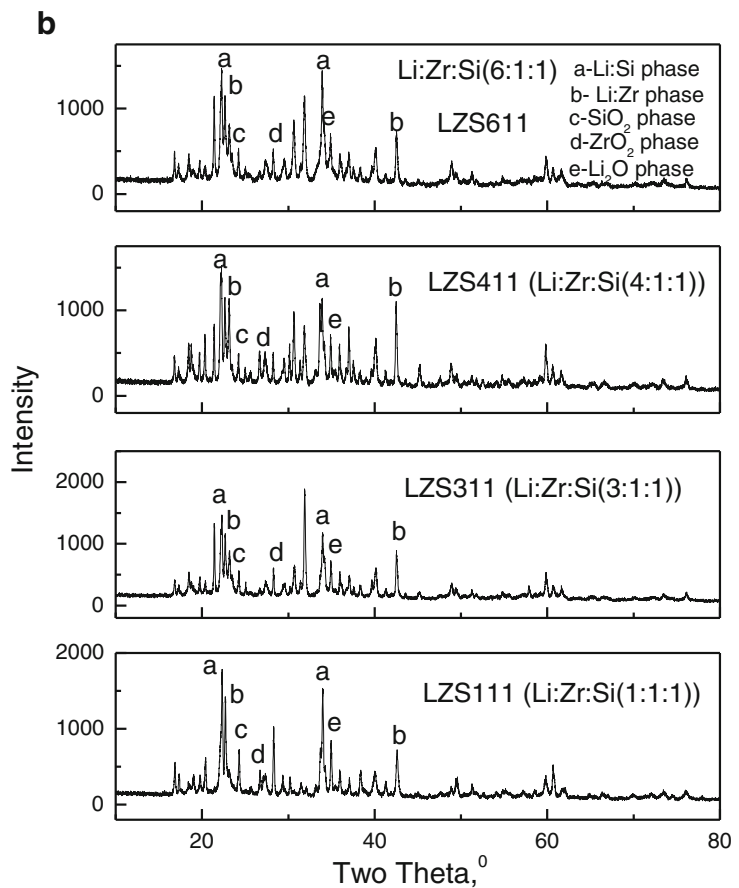 b
a
b
c
d
a
e
b
Li:Zr:Si(6:1:1)
LZS611
a-Li:Si phase
b- Li:Zr phase
c-SiO2 phase
d-ZrO2 phase
e-Li2O phase
1000
0
a
b
c
d
a
e
b
LZS411 (Li:Zr:Si(4:1:1))
1000
0
Intensity
a
b
c
d
a
e
b
LZS311 (Li:Zr:Si(3:1:1))
2000
1000
0
a
b
c
d
a
e
b
LZS111 (Li:Zr:Si(1:1:1))
2000
1000
0
20 40 60 80
Two Theta,0